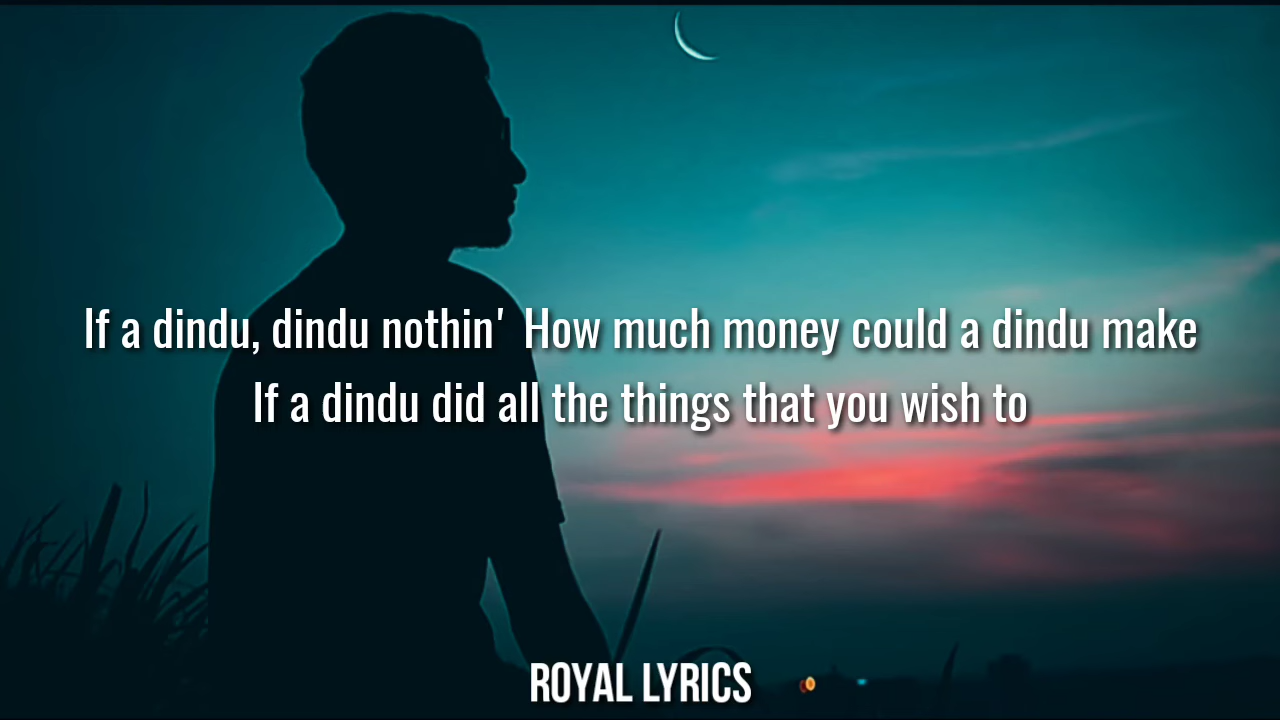 If a dindu, dindu nothin' How much money could a dindu make
If a dindu did all the things that you wish to
ROYAL LYRICS